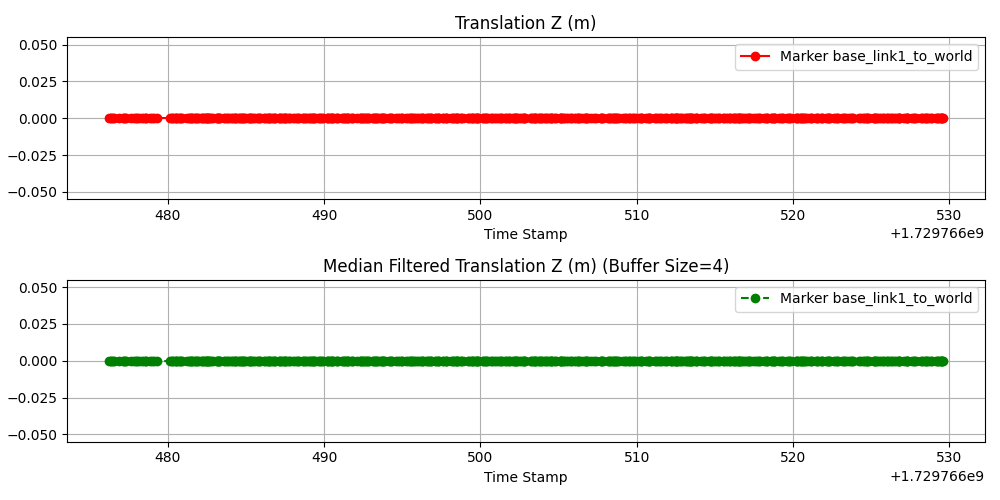 Translation Z (m)
0.050
0.025
0.000
−0.025
−0.050
Marker base_link1_to_world
480 490 500 510 520 530
Time Stamp
+1.729766e9
Median Filtered Translation Z (m) (Buffer Size=4)
0.050
0.025
0.000
−0.025
−0.050
Marker base_link1_to_world
480 490 500 510 520 530
Time Stamp
+1.729766e9